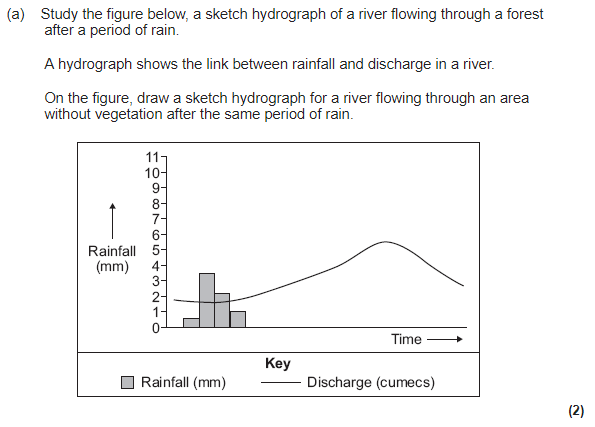 (a) Study the figure below, a sketch hydrograph of a river flowing through a forest
after a period of rain.
A hydrograph shows the link between rainfall and discharge in a river.
On the figure, draw a sketch hydrograph for a river flowing through an area
without vegetation after the same period of rain.
11
10
9
8
7
6
5
4
3
2
1
0
Rainfall
(mm)
Time
Key
Rainfall (mm) Discharge (cumecs)
(2)